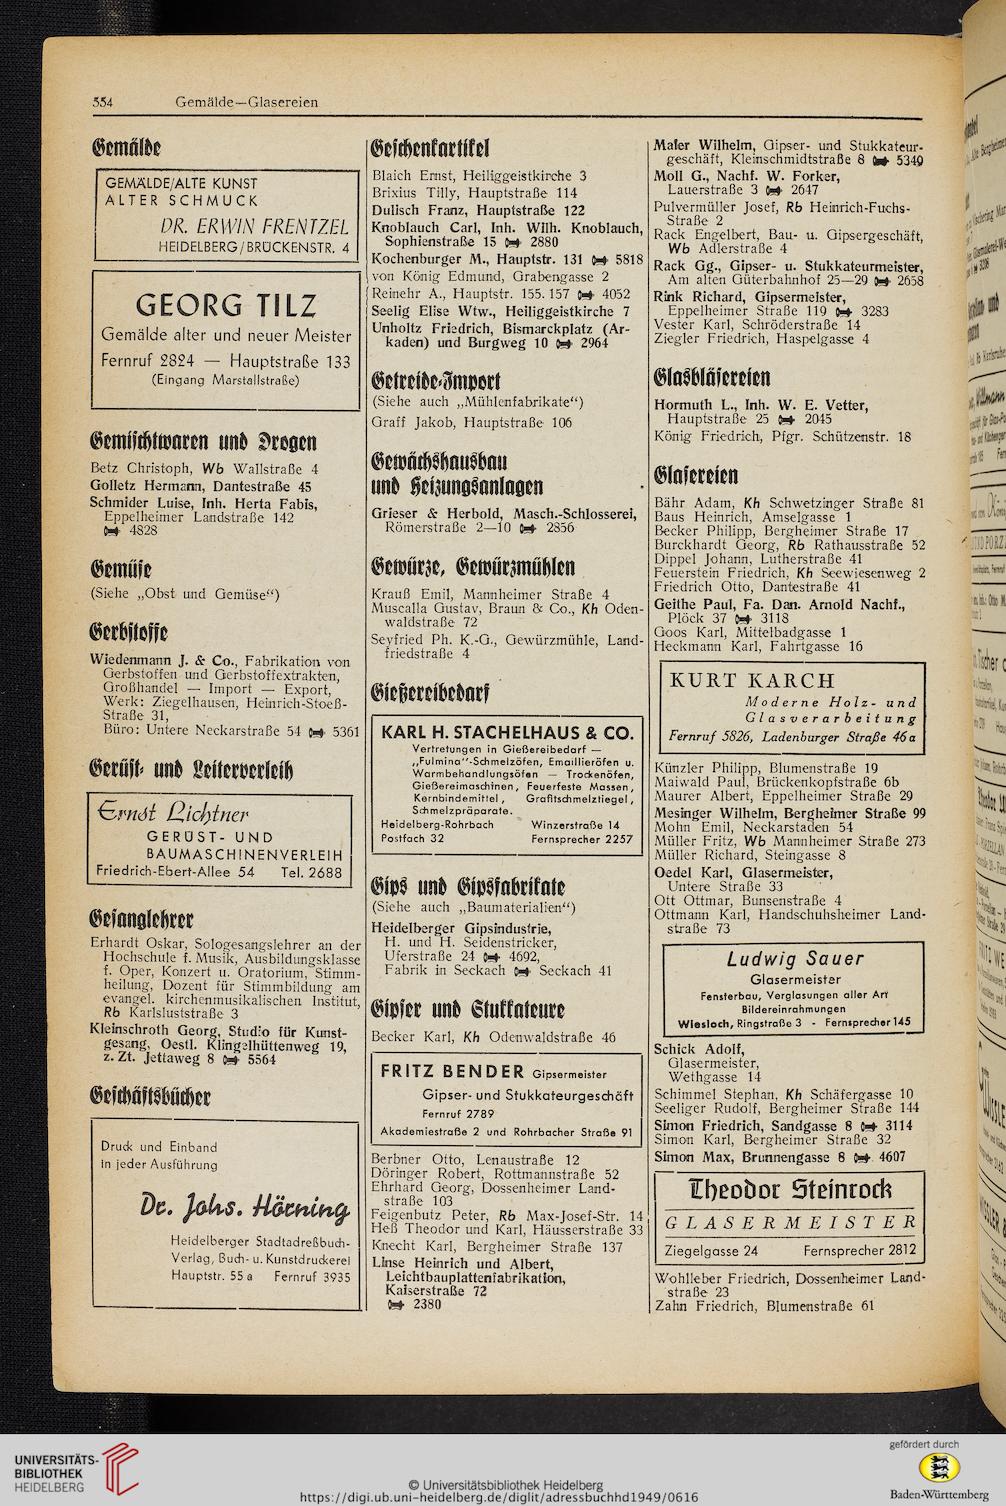 554 Gemälde—Glasereien
Gemälde
GEMÄLDE/ALTE KUNST
ALTER SCHMUCK
DR. ERWIN FRENTZEL
HEIDELBERG/BRÜCKENSTR. 4
GEORG TILZ
Gemälde alter und neuer Meister
Fernruf 2824 — Hauptstraße 133
(Eingang Marstallstraße)
Gemischtwaren und Drogen
Betz Christoph, Wb Wallstraße 4
Golletz Hermann, Dantestraße 45
Schmider Luise, Inh. Herta Fabis,
Eppelheimer Landstraße 142
4828
Gemüse
(Siehe „Obst und Gemüse“)
Gerbstoffe
Wiedenmann J. & Co., Fabrikation von
Gerbstoffen und Gerbstoffextrakten,
Großhandel — Import — Export,
Werk: Ziegelhausen, Heinrich-Stoeß-
Straße 31,
Büro: Untere Neckarstraße 54 5361
Gerüst- und Leiterverleih
Ernst Lichtner
GERÜST- UND
BAUMASCHINENVERLEIH
Friedrich-Ebert-Allee 54 Tel. 2688
Gesanglehrer
Erhardt Oskar, Sologesangslehrer an der
Hochschule f. Musik, Ausbildungsklasse
f. Oper, Konzert u. Oratorium, Stimm-
heilung, Dozent für Stimmbildung am
evangel. kirchenmusikalischen Institut,
Rb Karlsluststraße 3
Kleinschroth Georg, Studio für Kunst-
gesang, Oestl. Klingelhüttenweg 19,
z. Zt. Jettaweg 8 5564
Geschäftsbücher
Druck und Einband
in jeder Ausführung
Dr. Johs. Hörning
Heidelberger Stadtadreßbuch-
Verlag, Buch- u. Kunstdruckerei
Hauptstr. 55a Fernruf 3935
Geschenkartikel
Blaich Ernst, Heiliggeistkirche 3
Brixius Tilly, Hauptstraße 114
Dulisch Franz, Hauptstraße 122
Knoblauch Carl, Inh. Wilh. Knoblauch,
Sophienstraße 15 2880
Kochenburger M., Hauptstr. 131 5818
von König Edmund, Grabengasse 2
Reinehr A., Hauptstr. 155. 157 4052
Seelig Elise Wtw., Heiliggeistkirche 7
Unholtz Friedrich, Bismarckplatz (Ar-
kaden) und Burgweg 10 2964
Getreide-Import
(Siehe auch „Mühlenfabrikate“)
Graff Jakob, Hauptstraße 106
Gewächshausbau
und Heizungsanlagen
Grieser & Herbold, Masch.-Schlosserei,
Römerstraße 2—10 2856
Gewürze, Gewürzmühlen
Krauß Emil, Mannheimer Straße 4
Muscalla Gustav, Braun & Co., Kh Oden-
waldstraße 72
Seyfried Ph. K.-G., Gewürzmühle, Land-
friedstraße 4
Gießereibedarf
KARL H. STACHELHAUS & CO.
Vertretungen in Gießereibedarf —
„Fulmina“-Schmelzöfen, Emaillieröfen u.
Warmbehandlungsöfen — Trockenöfen,
Gießereimaschinen, Feuerfeste Massen,
Kernbindemittel, Grafitschmelztiegel,
Schmelzpräparate.
Heidelberg-Rohrbach Winzerstraße 14
Postfach 32 Fernsprecher 2257
Gips und Gipsfabrikate
(Siehe auch „Baumaterialien“)
Heidelberger Gipsindustrie,
H. und H. Seidenstricker,
Uferstraße 24 4692,
Fabrik in Seckach Seckach 41
Gipser und Stukkateure
Becker Karl, Kh Odenwaldstraße 46
FRITZ BENDER Gipsermeister
Gipser- und Stukkateurgeschäft
Fernruf 2789
Akademiestraße 2 und Rohrbacher Straße 91
Berbner Otto, Lenaustraße 12
Döringer Robert, Rottmannstraße 52
Ehrhard Georg, Dossenheimer Land-
straße 103
Feigenbutz Peter, Rb Max-Josef-Str. 14
Heß Theodor und Karl, Häusserstraße 33
Knecht Karl, Bergheimer Straße 137
Linse Heinrich und Albert,
Leichtbauplattenfabrikation,
Kaiserstraße 72
2380
Maler Wilhelm, Gipser- und Stukkateur-
geschäft, Kleinschmidtstraße 8 5349
Moll G., Nachf. W. Forker,
Lauerstraße 3 2647
Pulvermüller Josef, Rb Heinrich-Fuchs-
Straße 2
Rack Engelbert, Bau- u. Gipsergeschäft,
Wb Adlerstraße 4
Rack Gg., Gipser- u. Stukkateurmeister,
Am alten Güterbahnhof 25—29 2658
Rink Richard, Gipsermeister,
Eppelheimer Straße 119 3283
Vester Karl, Schröderstraße 14
Ziegler Friedrich, Haspelgasse 4
Glasbläsereien
Hormuth L., Inh. W. E. Vetter,
Hauptstraße 25 2045
König Friedrich, Pfgr. Schützenstr. 18
Glasereien
Bähr Adam, Kh Schwetzinger Straße 81
Baus Heinrich, Amselgasse 1
Becker Philipp, Bergheimer Straße 17
Burckhardt Georg, Rb Rathausstraße 52
Dippel Johann, Lutherstraße 41
Feuerstein Friedrich, Kh Seewiesenweg 2
Friedrich Otto, Dantestraße 41
Geithe Paul, Fa. Dan. Arnold Nachf.,
Plöck 37 3118
Goos Karl, Mittelbadgasse 1
Heckmann Karl, Fahrtgasse 16
KURT KARCH
Moderne Holz- und
Glasverarbeitung
Fernruf 5826, Ladenburger Straße 46a
Künzler Philipp, Blumenstraße 19
Maiwald Paul, Brückenkopfstraße 6b
Maurer Albert, Eppelheimer Straße 29
Mesinger Wilhelm, Bergheimer Straße 99
Mohn Emil, Neckarstaden 54
Müller Fritz, Wb Mannheimer Straße 273
Müller Richard, Steingasse 8
Oedel Karl, Glasermeister,
Untere Straße 33
Ott Ottmar, Bunsenstraße 4
Ottmann Karl, Handschuhsheimer Land-
straße 73
Ludwig Sauer
Glasermeister
Fensterbau, Verglasungen aller Art
Bildereinrahmungen
Wiesloch, Ringstraße 3 - Fernsprecher 145
Schick Adolf,
Glasermeister,
Wethgasse 14
Schimmel Stephan, Kh Schäfergasse 10
Seeliger Rudolf, Bergheimer Straße 144
Simon Friedrich, Sandgasse 8 3114
Simon Karl, Bergheimer Straße 32
Simon Max, Brunnengasse 8 4607
Theodor Steinrock
GLASERMEISTER
Ziegelgasse 24 Fernsprecher 2812
Wohlleber Friedrich, Dossenheimer Land-
straße 23
Zahn Friedrich, Blumenstraße 61
UNIVERSITÄTS-
BIBLIOTHEK
HEIDELBERG
© Universitätsbibliothek Heidelberg
https://digi.ub.uni-heidelberg.de/diglit/adressbuchhd1949/0616
gefördert durch
Baden-Württemberg